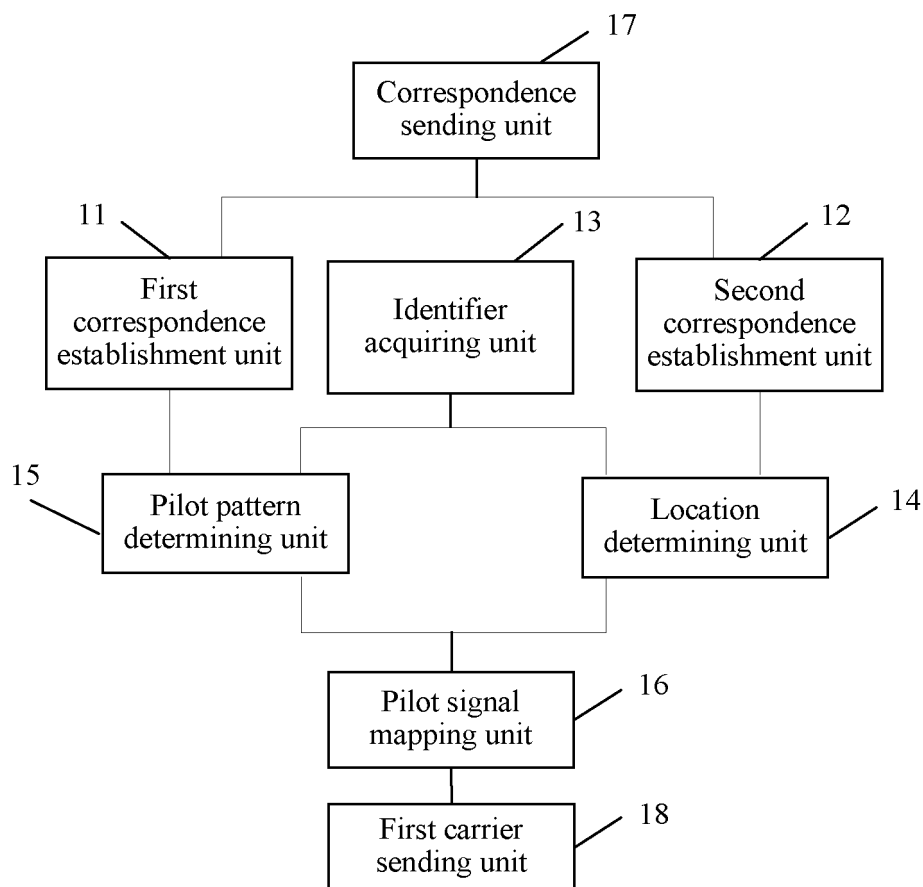 17
Correspondence
sending unit
11
13
12
First
correspondence
establishment unit
Identifier
acquiring unit
Second
correspondence
establishment unit
15
Pilot pattern
determining unit
Location
determining unit
14
Pilot signal
mapping unit
16
First carrier
sending unit
18